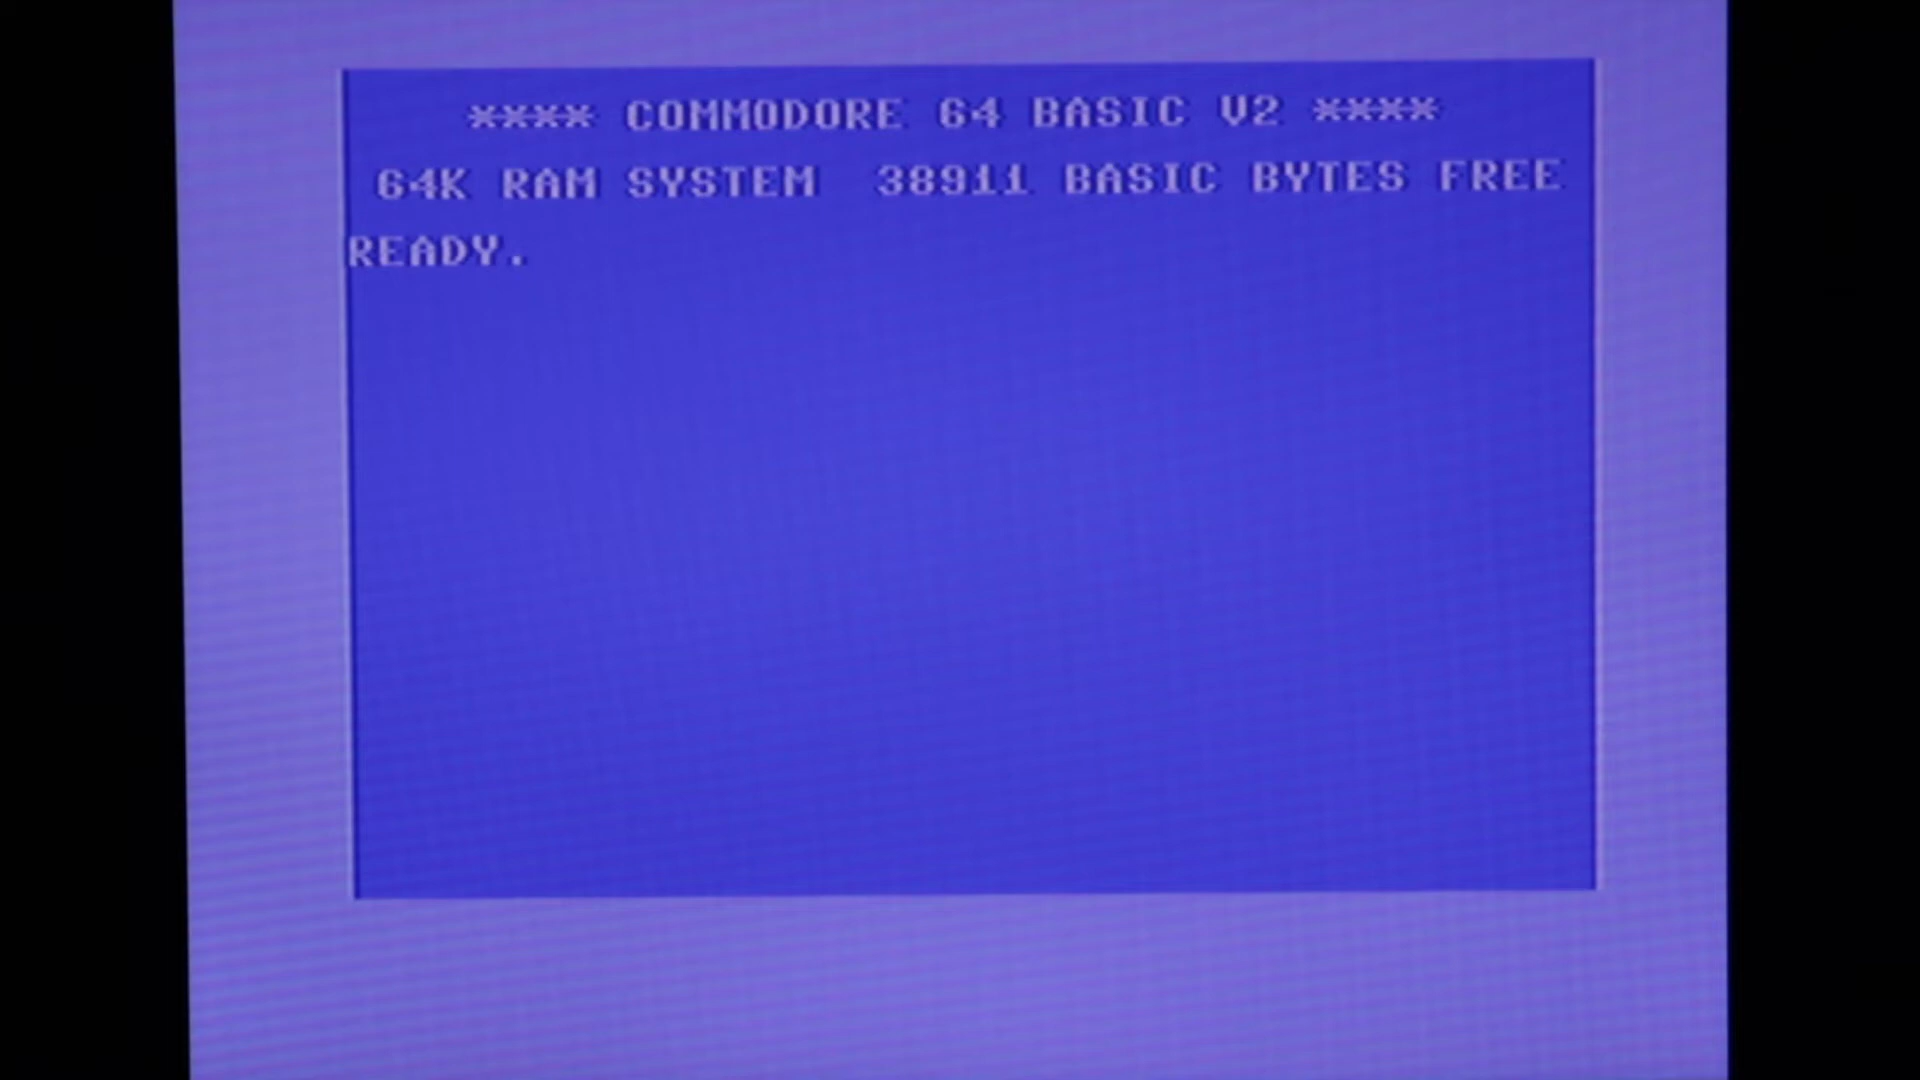 **** COMMODORE 64 BASIC V2 ****
64K RAM SYSTEM  38911 BASIC BYTES FREE
READY.